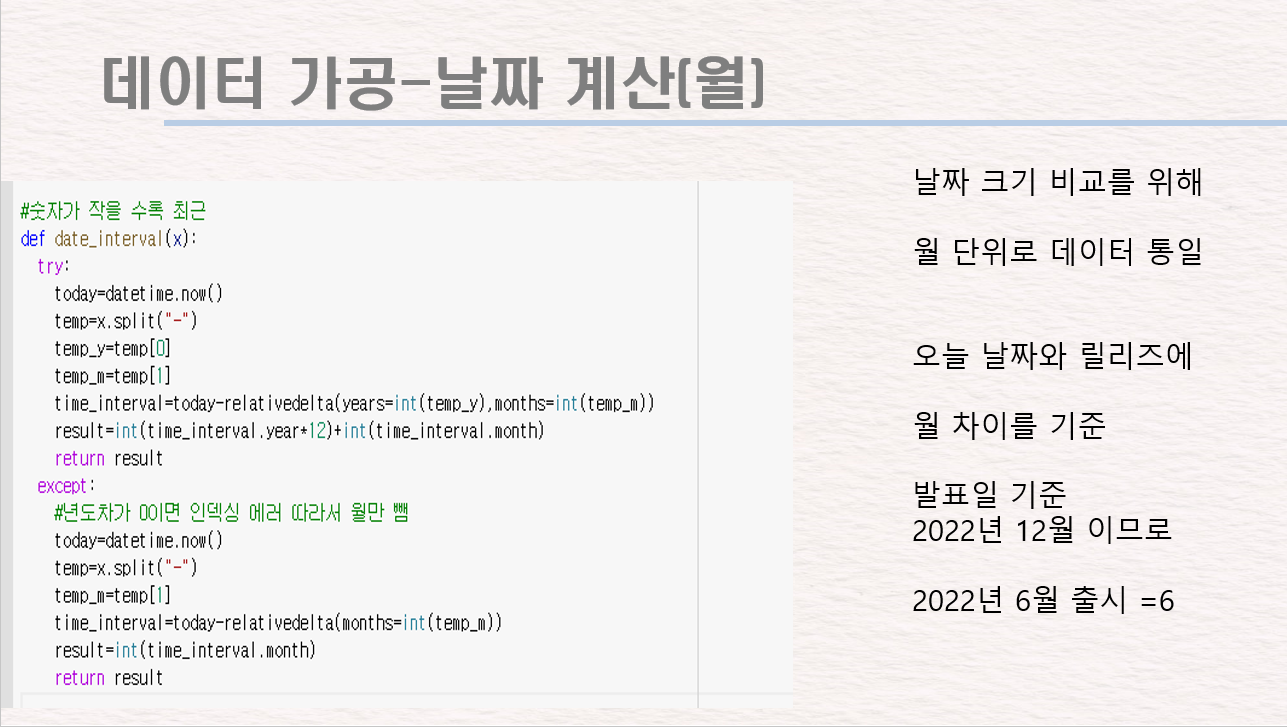 데이터 가공-날짜 계산(월)
#숫자가 작을 수록 최근
def date_interval(x):
  try:
    today=datetime.now()
    temp=x.split("-")
    temp_y=temp[0]
    temp_m=temp[1]
    time_interval=today-relativedelta(years=int(temp_y),months=int(temp_m))
    result=int(time_interval.year*12)+int(time_interval.month)
    return result
  except:
    #년도차가 0이면 인덱싱 에러 따라서 월만 뺌
    today=datetime.now()
    temp=x.split("-")
    temp_m=temp[1]
    time_interval=today-relativedelta(months=int(temp_m))
    result=int(time_interval.month)
    return result
날짜 크기 비교를 위해
월 단위로 데이터 통일
오늘 날짜와 릴리즈에
월 차이를 기준
발표일 기준
2022년 12월 이므로
2022년 6월 출시 =6